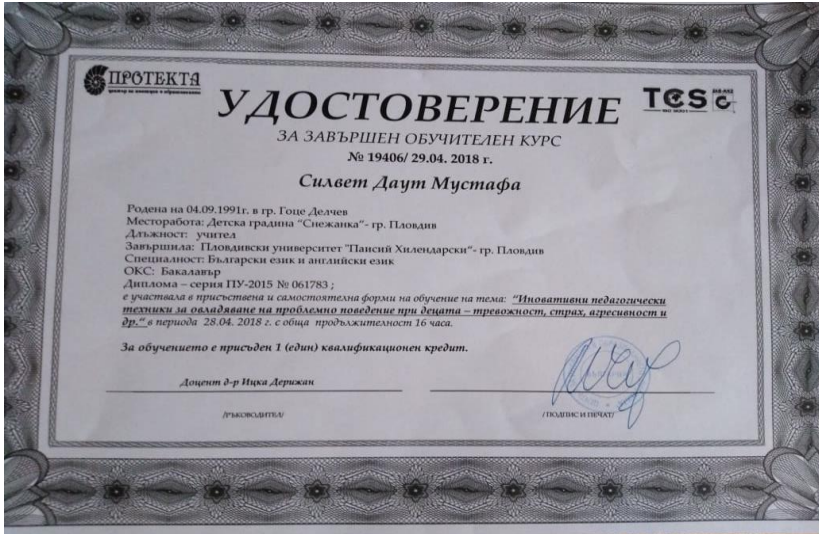 ПРОТЕКТА
TCS
УДОСТОВЕРЕНИЕ
ЗА ЗАВЪРШЕН ОБУЧИТЕЛЕН КУРС
№ 19406/ 29.04. 2018 г.
Силвет Даут Мустафа
Родена на 04.09.1991г. в гр. Гоце Делчев
Месторабота: Детска градина "Снежанка"- гр. Пловдив
Длъжност: учител
Завършила: Пловдивски университет "Паисий Хилендарски"- гр. Пловдив
Специалност: Български език и английски език
ОКС: Бакалавър
Диплома – серия ПУ-2015 № 061783 ;
е участвала в присъствена и самостоятелна форми на обучение на тема: "Иновативни педагогически
техники за овладяване на проблемно поведение при децата – тревожност, страх, агресивност и
др." в периода 28.04. 2018 г. с обща продължителност 16 часа.
За обучението е присъден 1 (един) квалификационен кредит.
Доцент д-р Ицка Дерижан
/РЪКОВОДИТЕЛ/
/ПОДПИС И ПЕЧАТ/